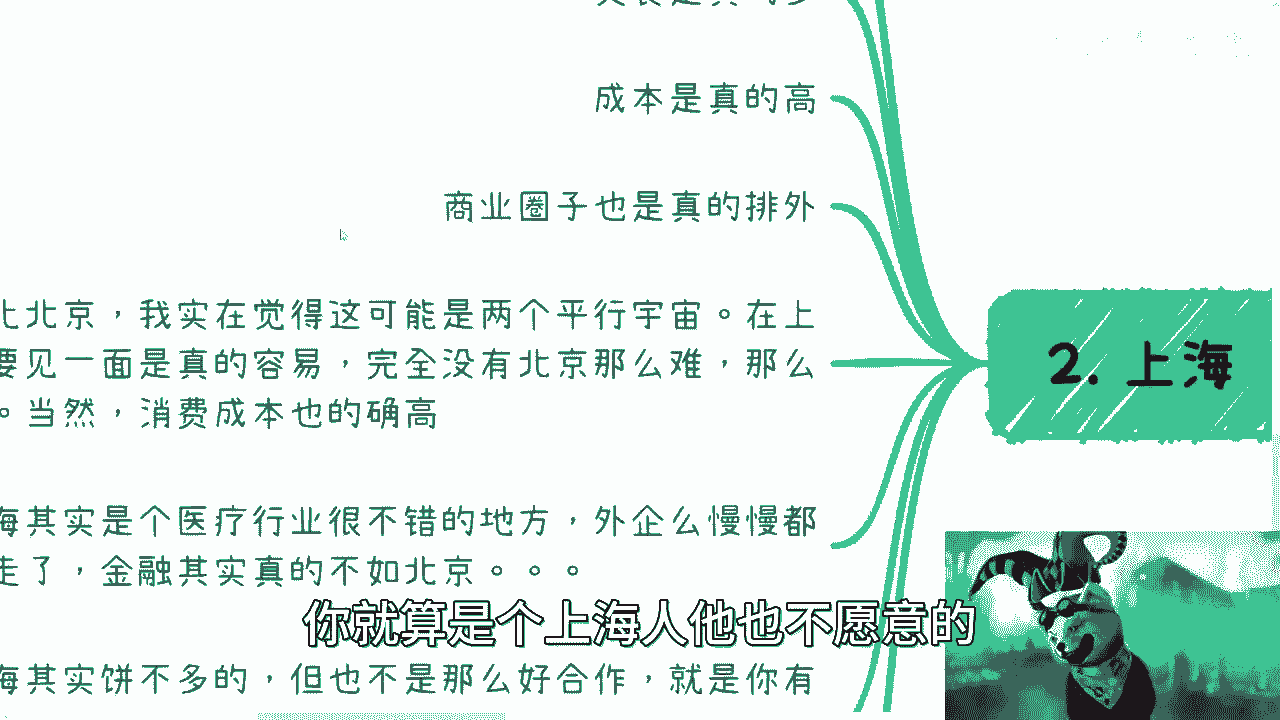 成本是真的高
商业圈子也是真的排外
比北京，我实在觉得这可能是两个平行宇宙。在上
要见一面是真的容易，完全没有北京那么难，那么
。当然，消费成本也的确高
2. 上海
海其实是个医疗行业很不错的地方，外企么慢慢都
走了，金融其实真的不如北京。。。
你就算是个上海人他也不愿意的
海其实饼不多的，但也不是那么好合作，就是你有